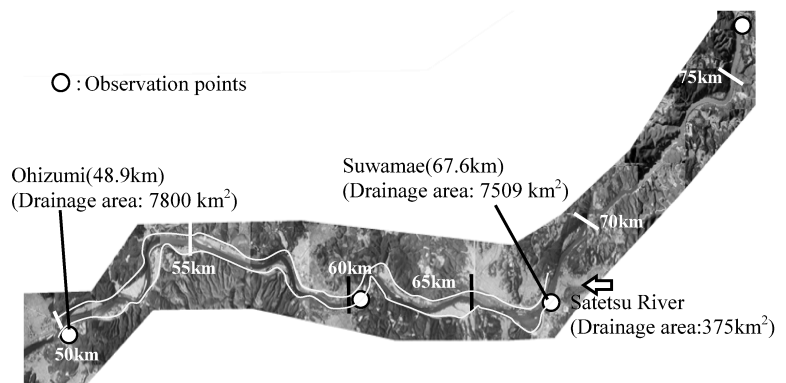 75km
: Observation points
Suwamae(67.6km)
(Drainage area: 7509 km²)
Ohizumi(48.9km)
(Drainage area: 7800 km²)
70km
55km
60km
65km
Satetsu River
(Drainage area:375km²)
50km